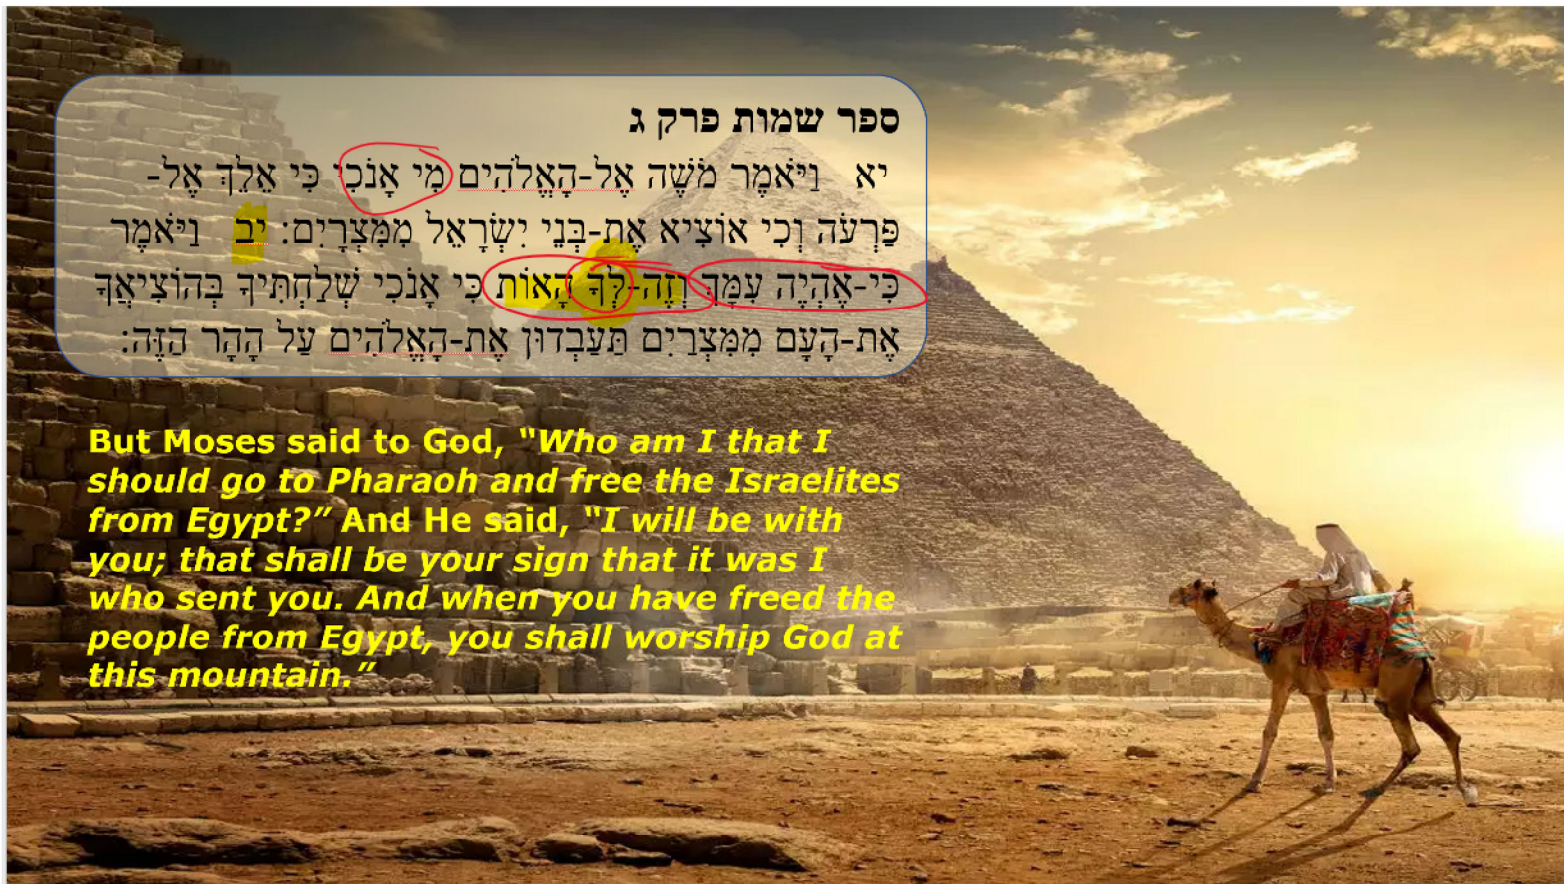 ספר שמות פרק ג
יא וַיֹּאמֶר מֹשֶׁה אֶל-הָאֱלֹהִים מִי אָנֹכִי כִּי אֵלֵךְ אֶל-
פַּרְעֹה וְכִי אוֹצִיא אֶת-בְּנֵי יִשְׂרָאֵל מִמִּצְרָיִם: יב וַיֹּאמֶר
כִּי-אֶהְיֶה עִמָּךְ וְזֶה-לְּךָ הָאוֹת כִּי אָנֹכִי שְׁלַחְתִּיךָ בְּהוֹצִיאֲךָ
אֶת-הָעָם מִמִּצְרַיִם תַּעַבְדוּן אֶת-הָאֱלֹהִים עַל הָהָר הַזֶּה:
But Moses said to God, “Who am I that I
should go to Pharaoh and free the Israelites
from Egypt?” And He said, “I will be with
you; that shall be your sign that it was I
who sent you. And when you have freed the
people from Egypt, you shall worship God at
this mountain.”